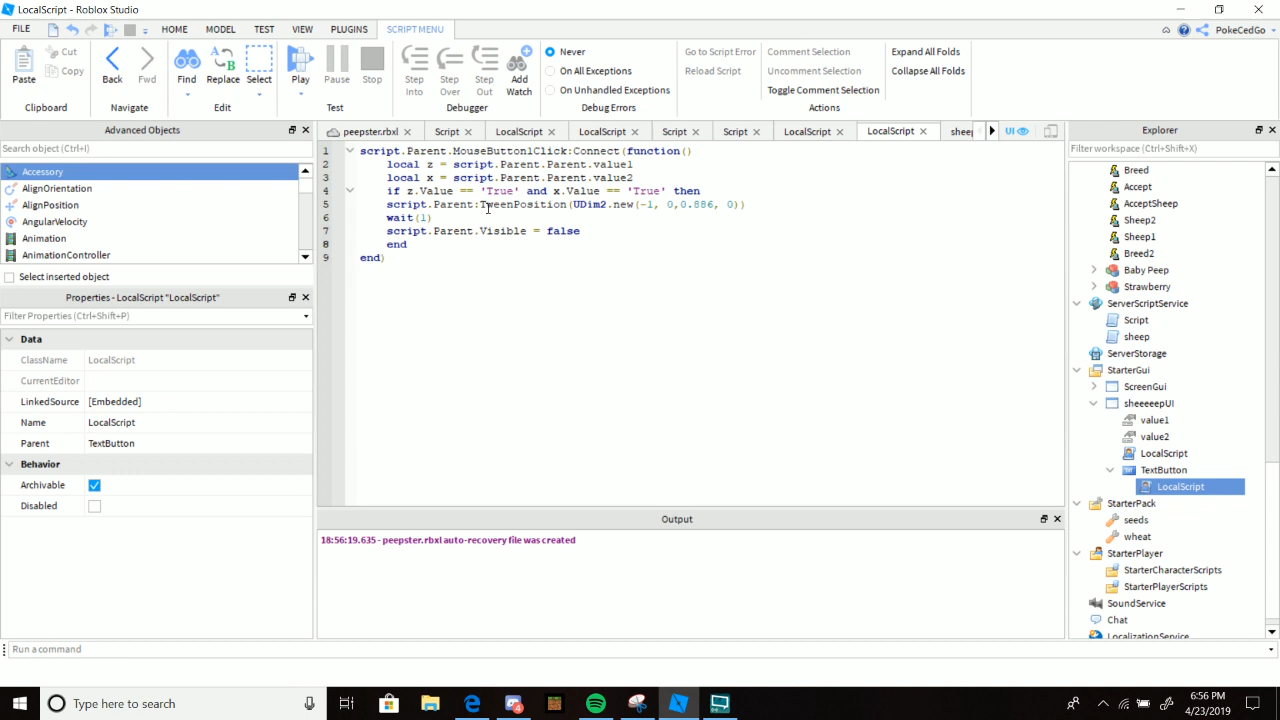 LocalScript - Roblox Studio
FILE HOME MODEL TEST VIEW PLUGINS SCRIPT MENU PokeCedGo
Paste Cut Copy
Back Fwd
Find Replace Select
Play Pause Stop
Step Into Step Over Step Out Add Watch
Never
On All Exceptions
On Unhandled Exceptions
Go to Script Error
Reload Script
Comment Selection
Uncomment Selection
Toggle Comment Selection
Expand All Folds
Collapse All Folds
Clipboard Navigate Edit Test Debugger Debug Errors Actions
Advanced Objects
Search object (Ctrl+I)
Accessory
AlignOrientation
AlignPosition
AngularVelocity
Animation
AnimationController
Select inserted object
Properties - LocalScript "LocalScript"
Filter Properties (Ctrl+Shift+P)
Data
ClassName LocalScript
CurrentEditor
LinkedSource [Embedded]
Name LocalScript
Parent TextButton
Behavior
Archivable
Disabled
peepster.rbxl Script LocalScript LocalScript Script Script LocalScript LocalScript sheep UI
1 script.Parent.MouseButton1Click:Connect(function()
2 local z = script.Parent.Parent.value1
3 local x = script.Parent.Parent.value2
4 if z.Value == 'True' and x.Value == 'True' then
5 script.Parent:TweenPosition(UDim2.new(-1, 0,0.886, 0))
6 wait(1)
7 script.Parent.Visible = false
8 end
9 end)
Output
18:56:19.635 - peepster.rbxl auto-recovery file was created
Explorer
Filter workspace (Ctrl+Shift+X)
Breed
Accept
AcceptSheep
Sheep2
Sheep1
Breed2
Baby Peep
Strawberry
ServerScriptService
Script
sheep
ServerStorage
StarterGui
ScreenGui
sheeeeepUI
value1
value2
LocalScript
TextButton
LocalScript
StarterPack
seeds
wheat
StarterPlayer
StarterCharacterScripts
StarterPlayerScripts
SoundService
Chat
LocalizationService
Run a command
Type here to search
6:56 PM
4/23/2019